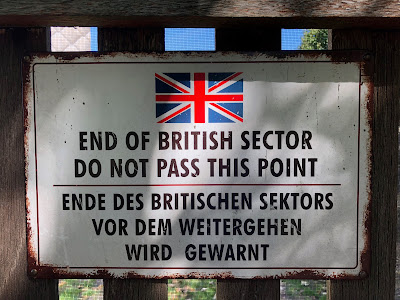 END OF BRITISH SECTOR
DO NOT PASS THIS POINT
ENDE DES BRITISCHEN SEKTORS
VOR DEM WEITERGEHEN
WIRD GEWARNT